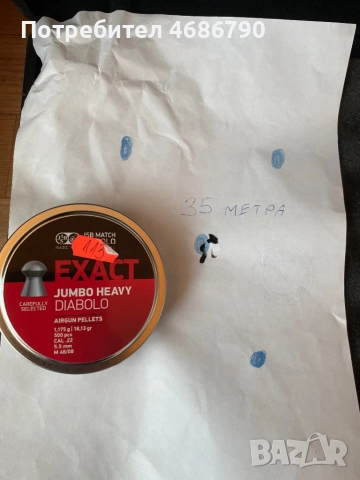 Потребител 4686790
35 МЕТРА
JSB MATCH
DIABOLO
EXACT
JUMBO HEAVY
DIABOLO
CAREFULLY
SELECTED
AIRGUN PELLETS
1,175 g | 18,13 gr
500 pcs
CAL .22
5.5 mm
bazar